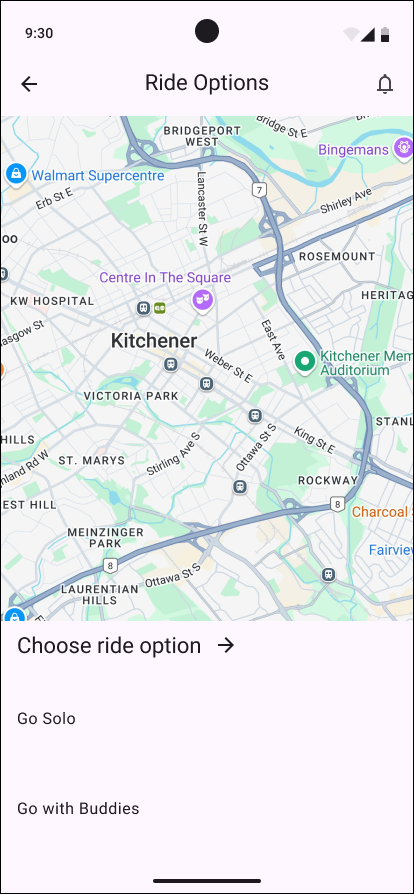 9:30
Ride Options
BRIDGEPORT
WEST
Bridge St E
Bingemans
Walmart Supercentre
Erb St E
Lancaster St W
7
Shirley Ave
oo
ROSEMOUNT
Centre In The Square
KW HOSPITAL
HERITAG
GO
asgow St
Kitchener
East Ave
Weber St E
Kitchener Mem
Auditorium
VICTORIA PARK
STANL
HILLS
King St E
Ottawa St S
Stirling Ave S
ST. MARYS
nland Rd W
ROCKWAY
EST HILL
8
Charcoal S
MEINZINGER
PARK
Fairview
8
Ottawa St S
LAURENTIAN
HILLS
Choose ride option
Go Solo
Go with Buddies